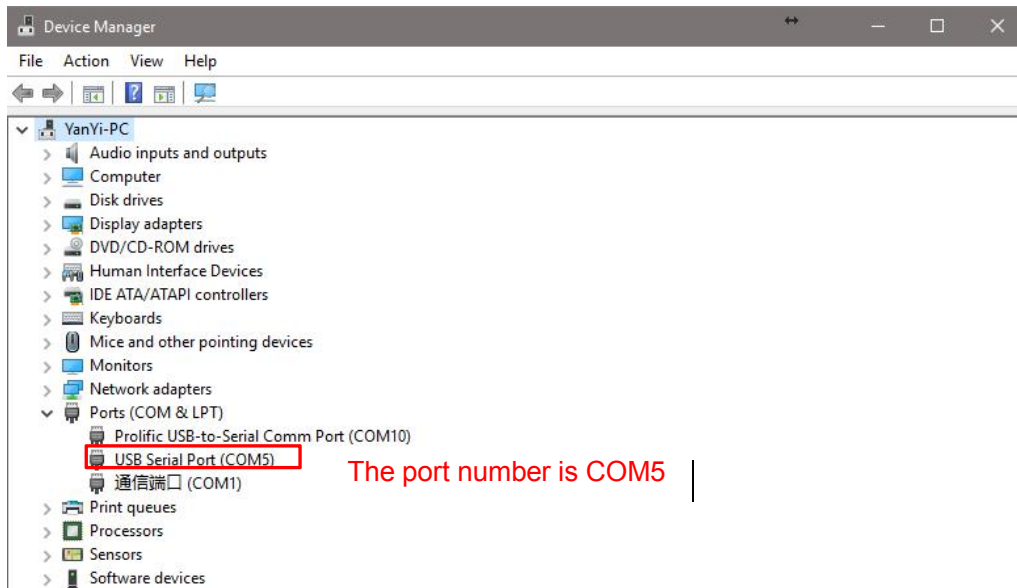 Device Manager
File Action View Help
YanYi-PC
Audio inputs and outputs
Computer
Disk drives
Display adapters
DVD/CD-ROM drives
Human Interface Devices
IDE ATA/ATAPI controllers
Keyboards
Mice and other pointing devices
Monitors
Network adapters
Ports (COM & LPT)
Prolific USB-to-Serial Comm Port (COM10)
USB Serial Port (COM5)
The port number is COM5
通信端口 (COM1)
Print queues
Processors
Sensors
Software devices